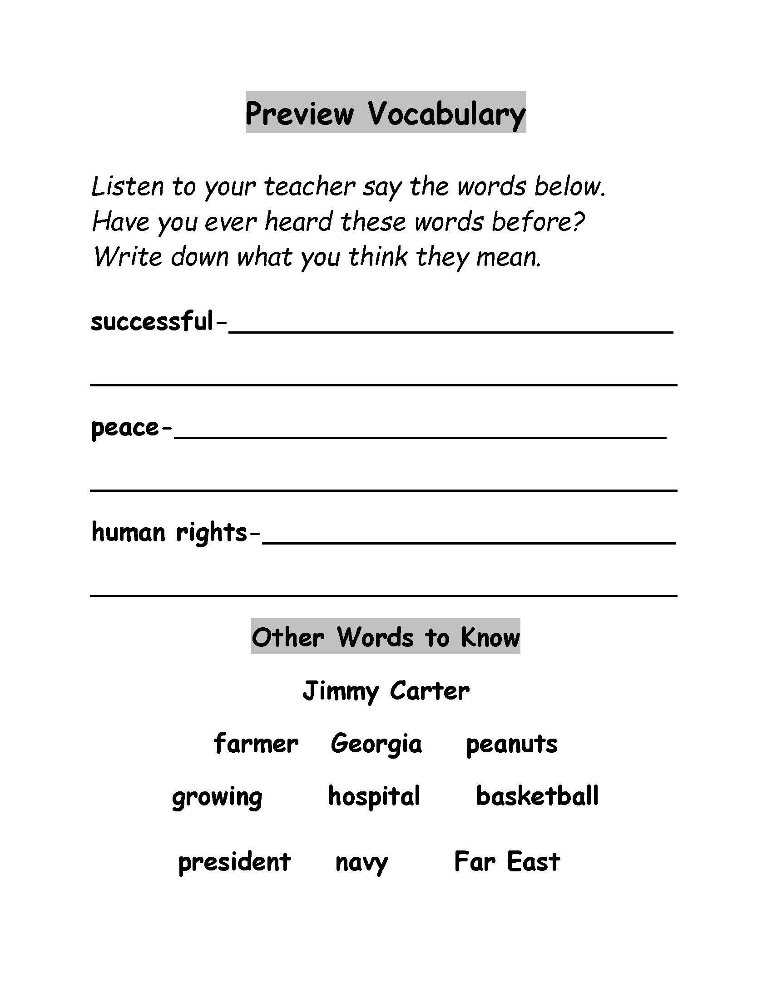 Preview Vocabulary
Listen to your teacher say the words below.
Have you ever heard these words before?
Write down what you think they mean.
successful-
peace-
human rights-
Other Words to Know
Jimmy Carter
farmer Georgia peanuts
growing hospital basketball
president navy Far East